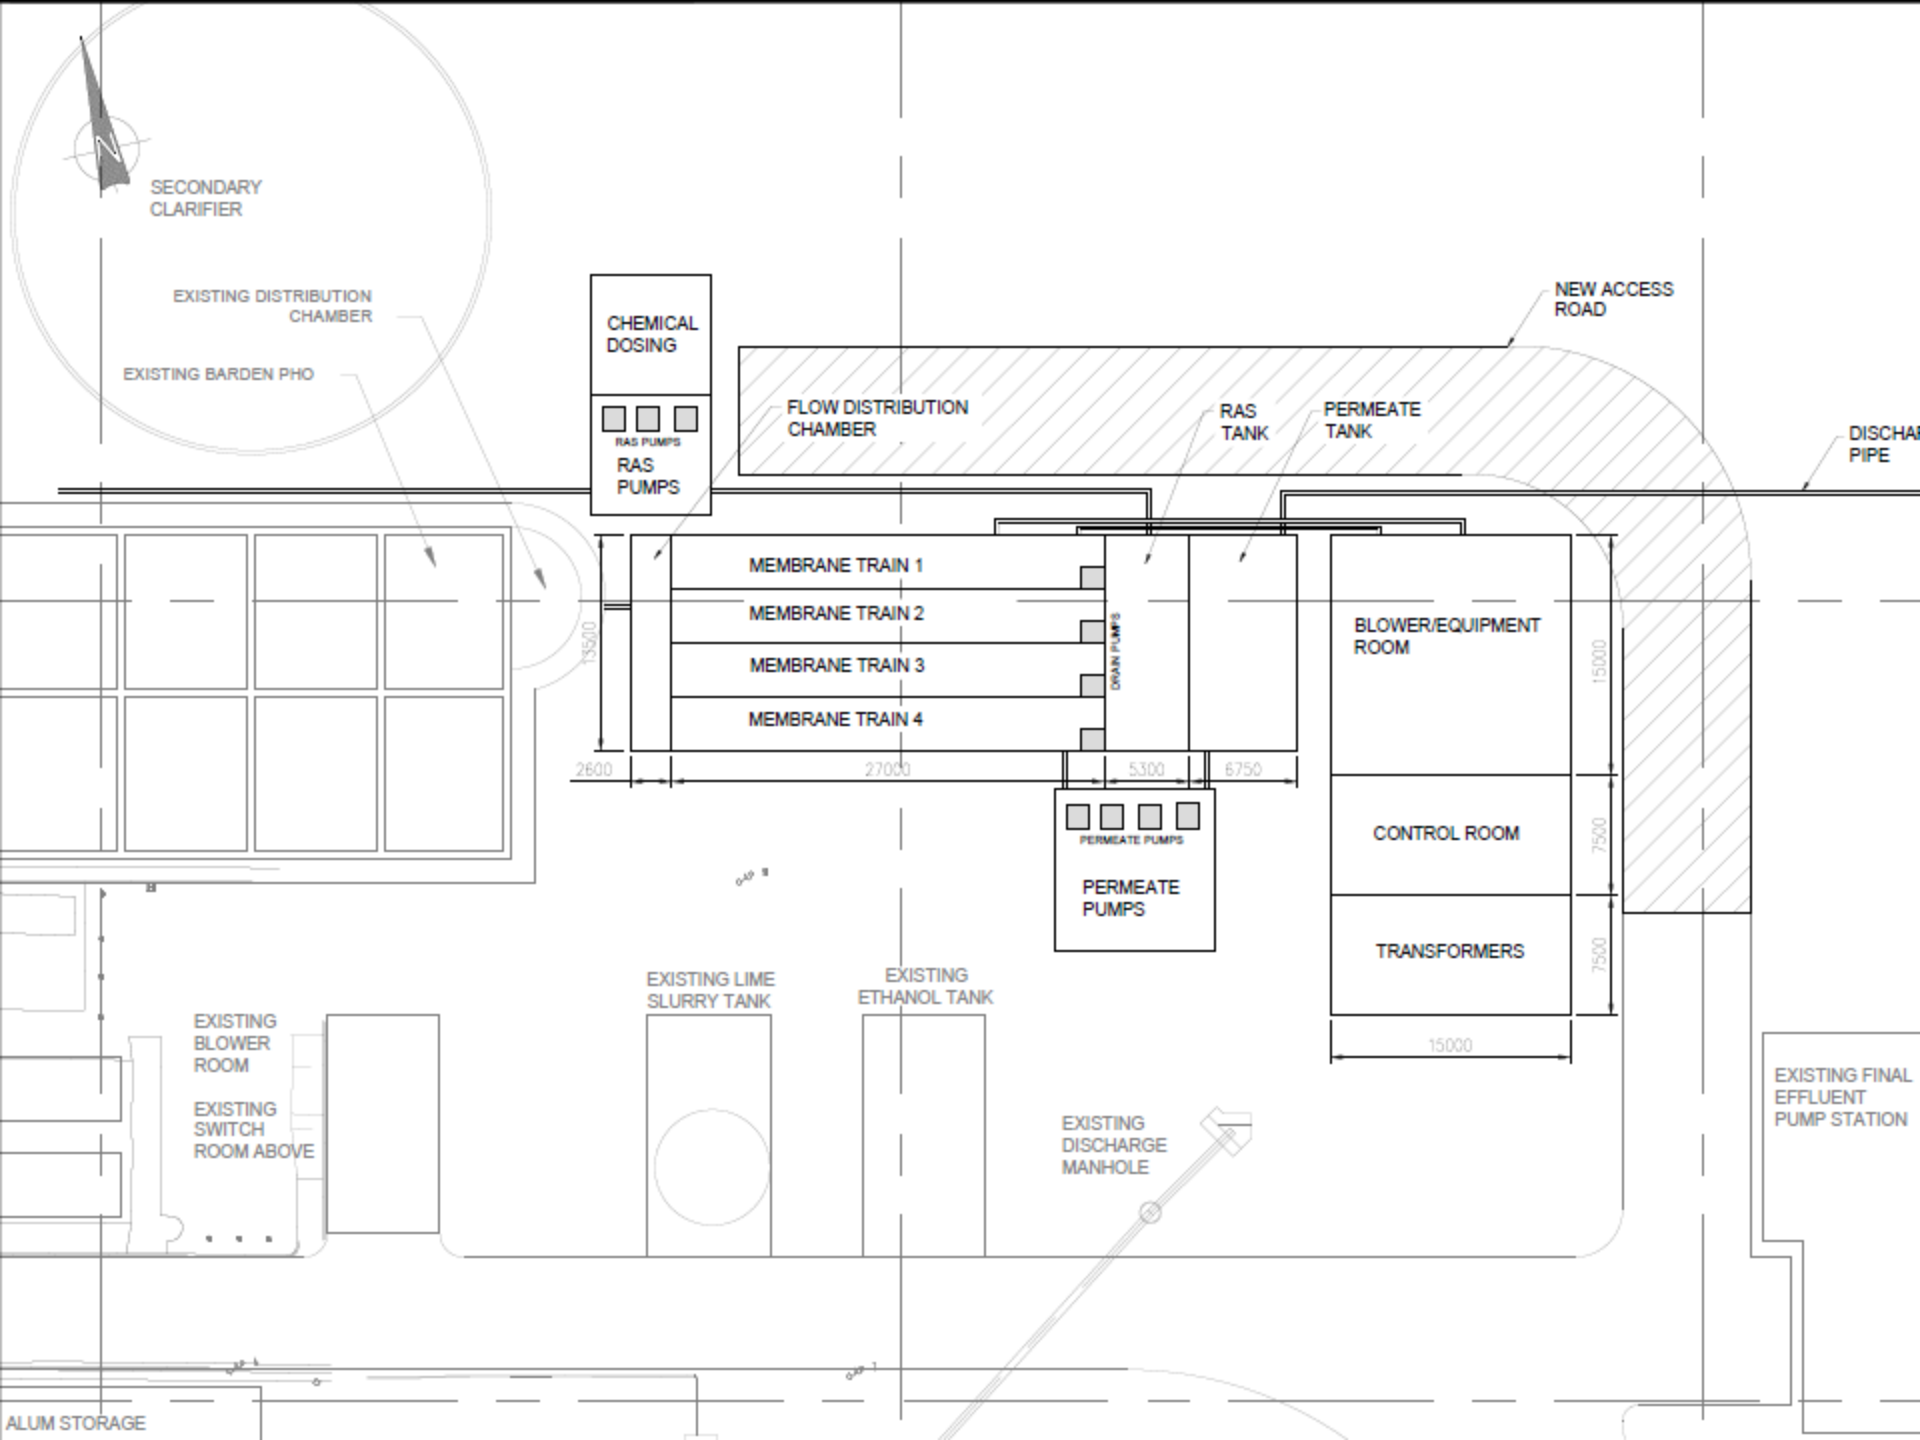 N
SECONDARY
CLARIFIER
EXISTING DISTRIBUTION
CHAMBER
EXISTING BARDEN PHO
CHEMICAL
DOSING
RAS PUMPS
RAS
PUMPS
FLOW DISTRIBUTION
CHAMBER
RAS
TANK
PERMEATE
TANK
NEW ACCESS
ROAD
DISCHAR
PIPE
MEMBRANE TRAIN 1
MEMBRANE TRAIN 2
MEMBRANE TRAIN 3
MEMBRANE TRAIN 4
DRAIN PUMPS
13500
2600
27000
5300
6750
BLOWER/EQUIPMENT
ROOM
15000
CONTROL ROOM
7500
TRANSFORMERS
7500
15000
PERMEATE PUMPS
PERMEATE
PUMPS
EXISTING LIME
SLURRY TANK
EXISTING
ETHANOL TANK
EXISTING
BLOWER
ROOM
EXISTING
SWITCH
ROOM ABOVE
EXISTING
DISCHARGE
MANHOLE
EXISTING FINAL
EFFLUENT
PUMP STATION
ALUM STORAGE